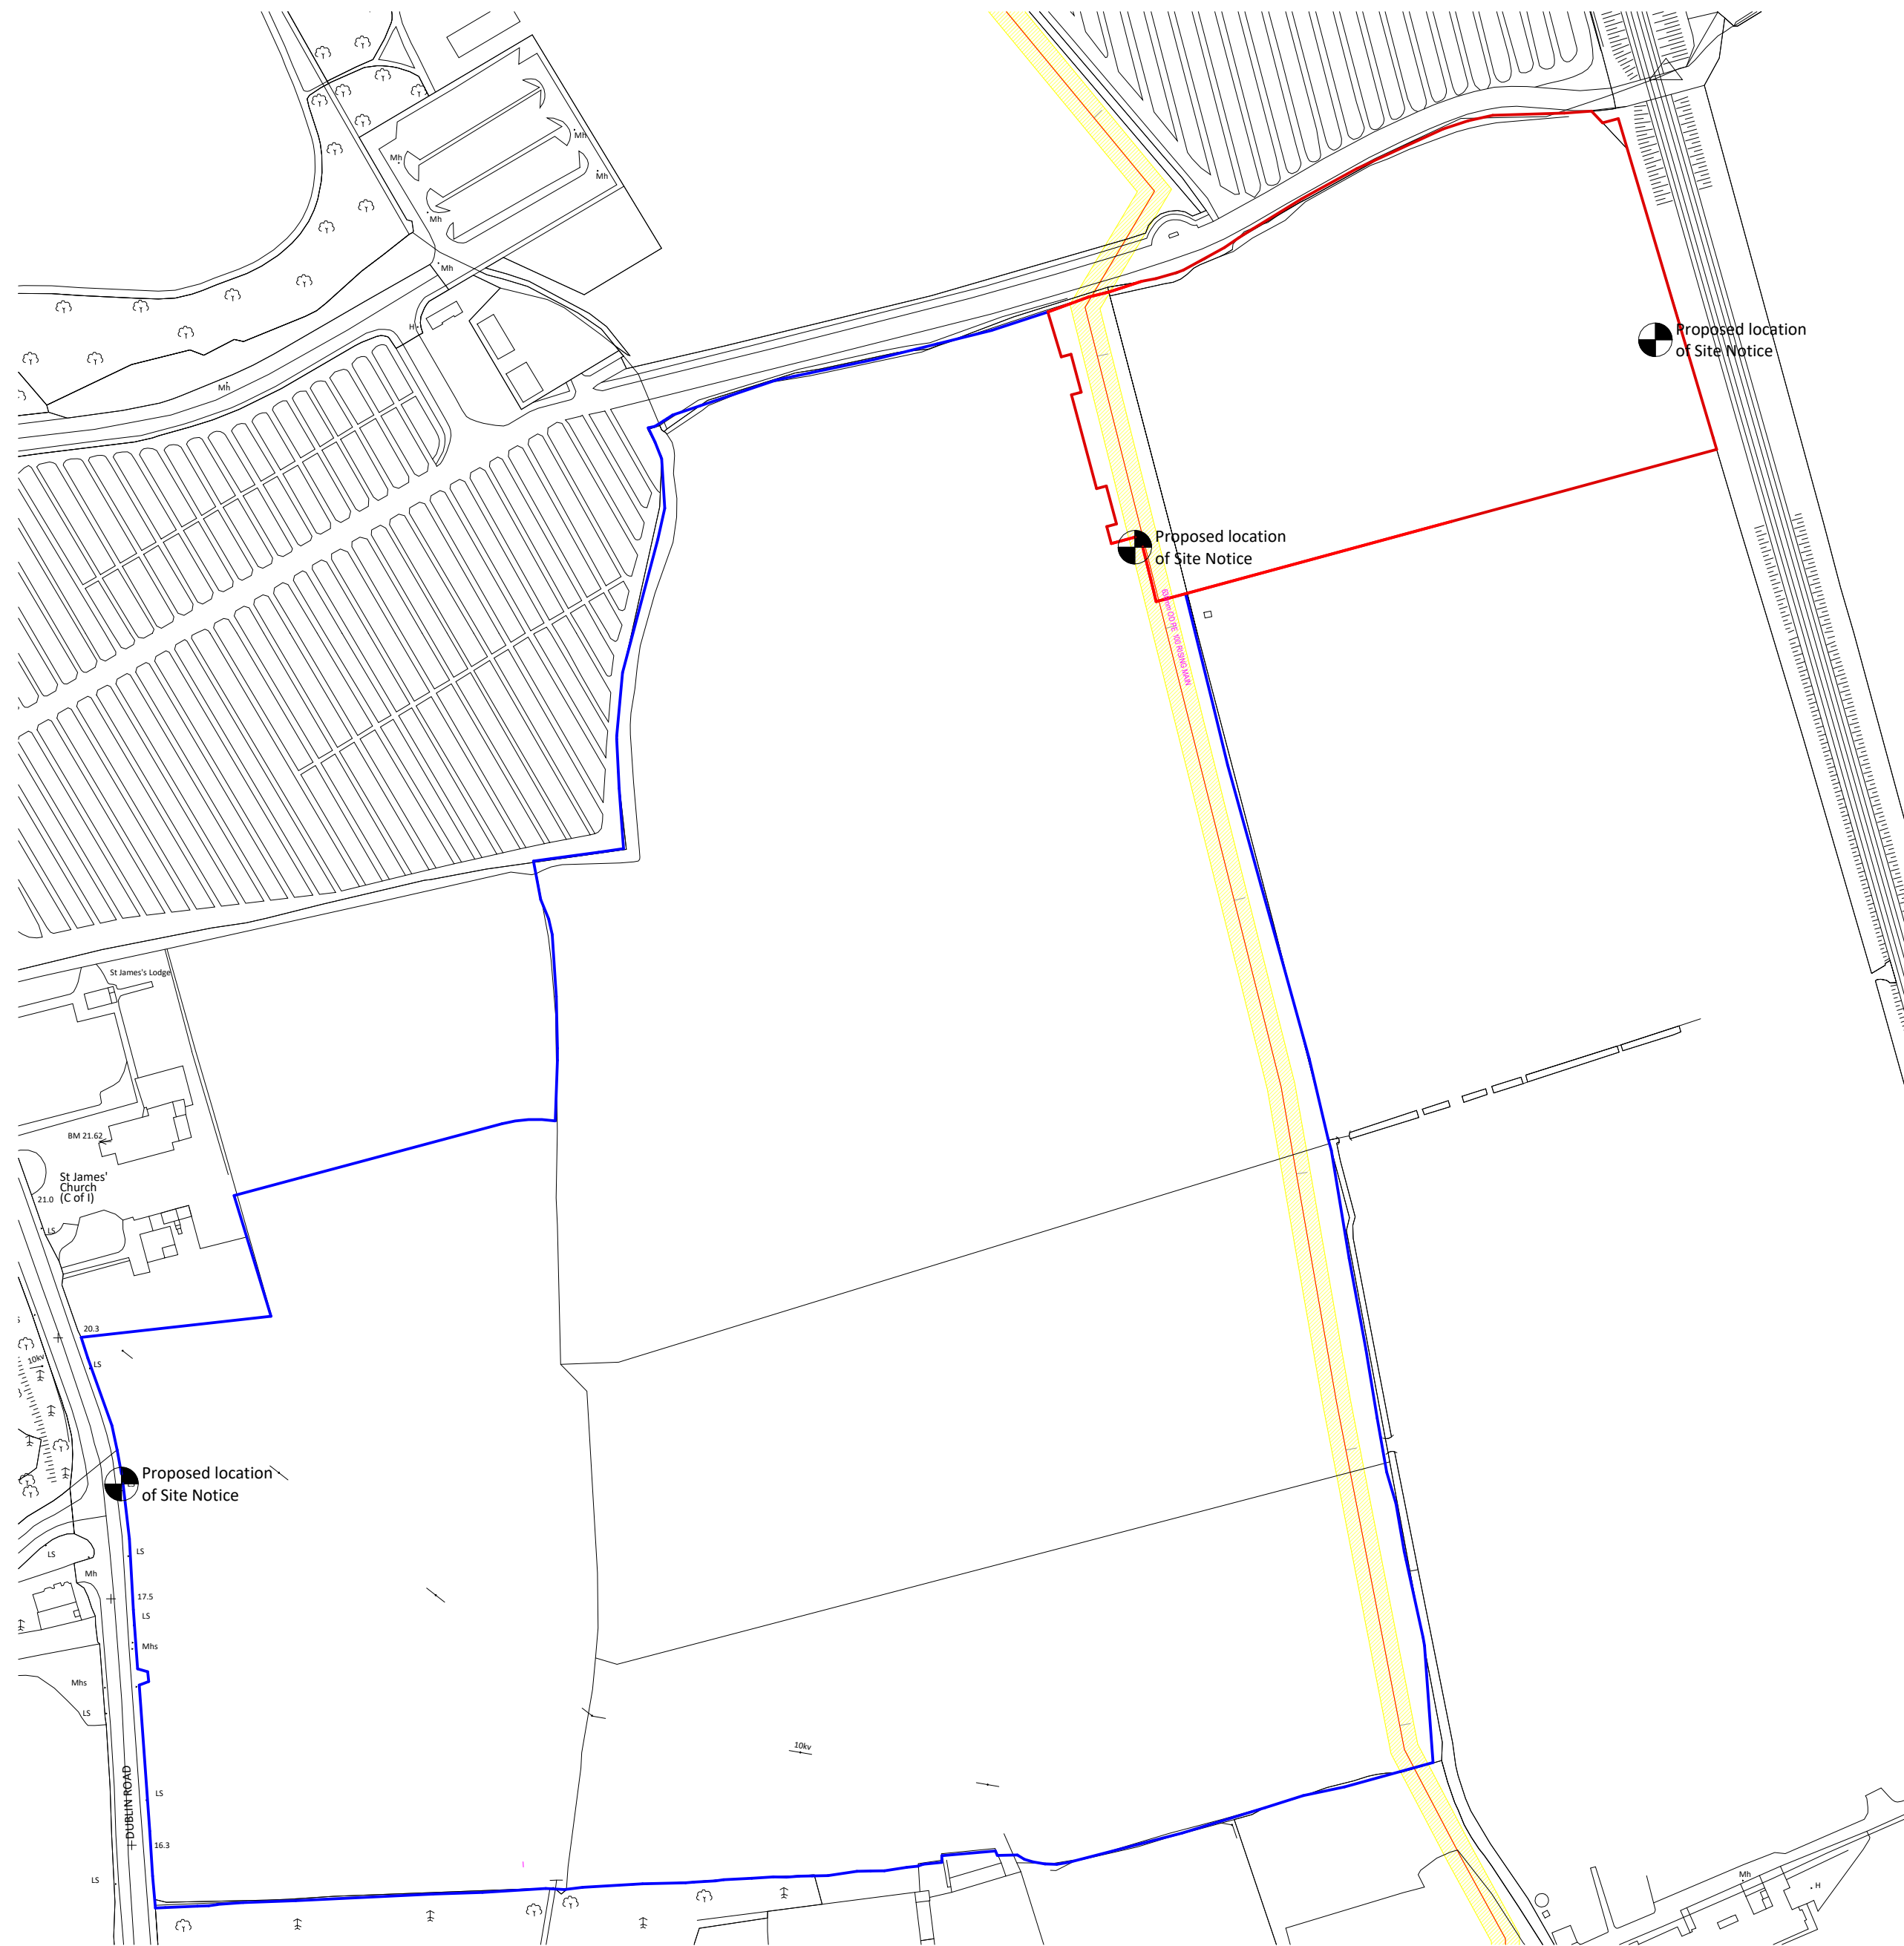 Mh
Mh
Mh
Mh
Mh
H
Mh
Proposed location
of Site Notice
Proposed location
of Site Notice
St James's Lodge
BM 21.62
St James'
Church
(C of I)
21.0
LS
20.3
10kv
LS
Proposed location
of Site Notice
LS
LS
Mh
17.5
LS
Mhs
Mhs
LS
10kv
DUBLIN ROAD
LS
16.3
LS
Mh
H